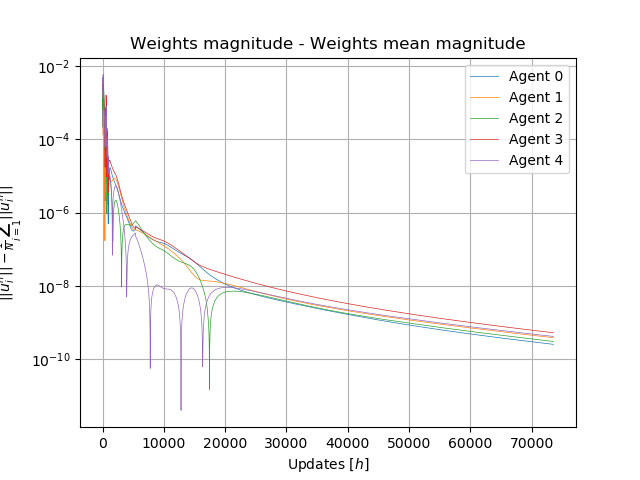 Weights magnitude - Weights mean magnitude
10⁻²
10⁻⁴
10⁻⁶
10⁻⁸
10⁻¹⁰
0
10000
20000
30000
40000
50000
60000
70000
Updates [h]
Agent 0
Agent 1
Agent 2
Agent 3
Agent 4